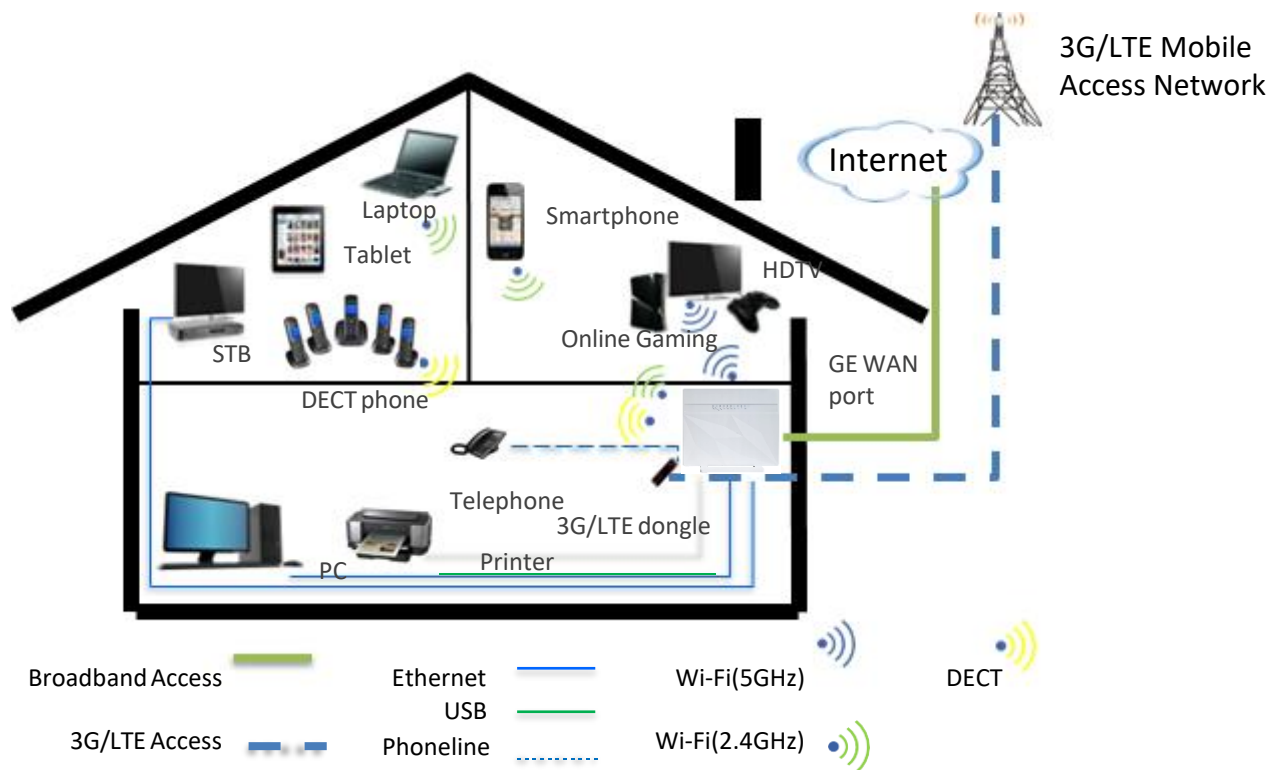 3G/LTE Mobile
Access Network
Internet
Laptop
Smartphone
Tablet
HDTV
STB
Online Gaming
GE WAN
port
DECT phone
Telephone
3G/LTE dongle
PC
Printer
Broadband Access
Ethernet
Wi-Fi(5GHz)
DECT
USB
3G/LTE Access
Phoneline
Wi-Fi(2.4GHz)